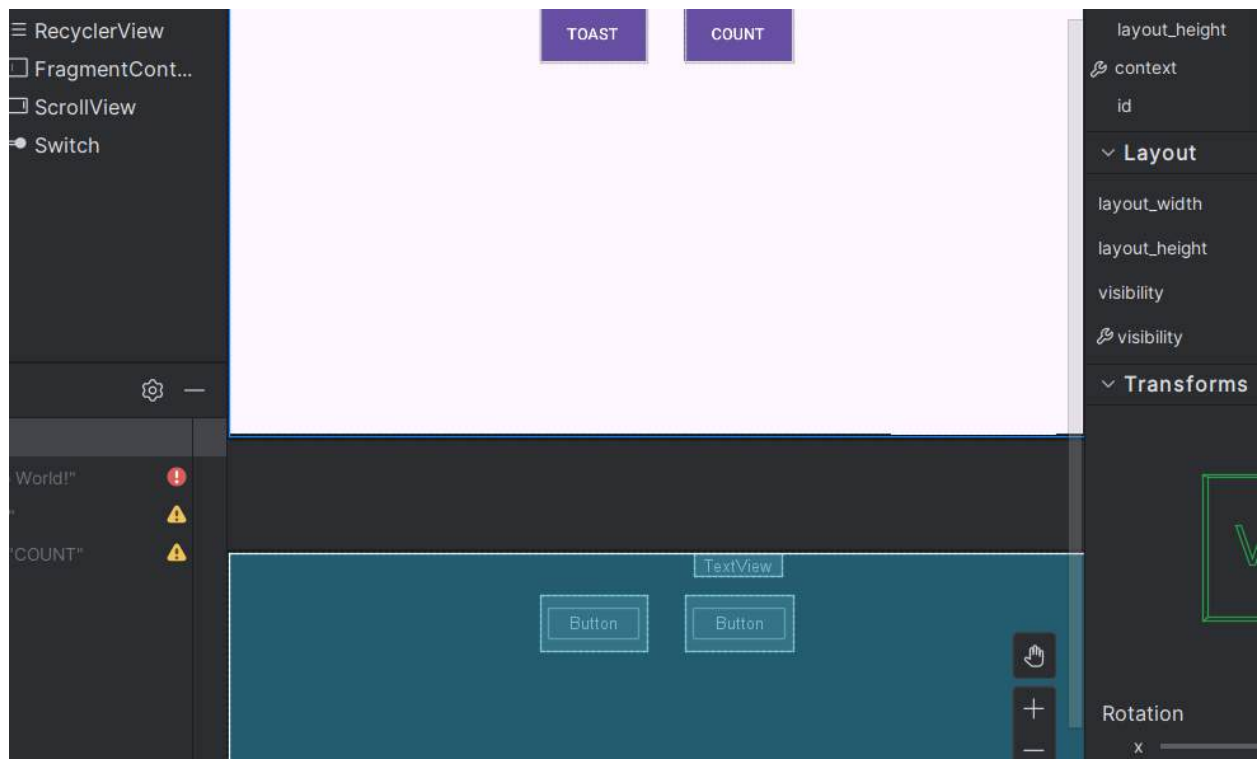 RecyclerView
FragmentCont...
ScrollView
Switch
World!"
"
"COUNT"
TOAST
COUNT
TextView
Button
Button
layout_height
context
id
Layout
layout_width
layout_height
visibility
visibility
Transforms
Rotation
x